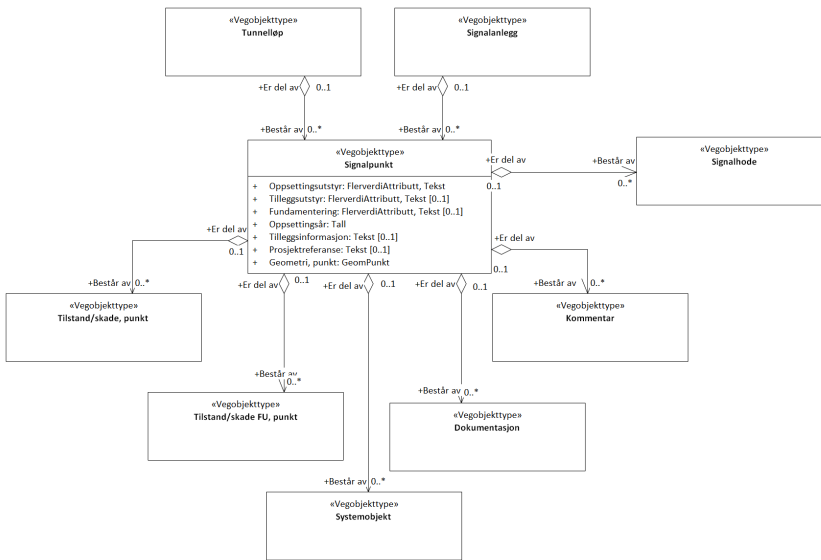 «Vegobjekttype»
Tunnelløp
«Vegobjekttype»
Signalanlegg
+Er del av 0..1
+Er del av 0..1
+Består av 0..*
+Består av 0..*
«Vegobjekttype»
Signalpunkt
+ Oppsettingsutstyr: FlerverdiAttributt, Tekst
+ Tilleggsutstyr: FlerverdiAttributt, Tekst [0..1]
+ Fundamentering: FlerverdiAttributt, Tekst [0..1]
+ Oppsettingsår: Tall
+ Tilleggsinformasjon: Tekst [0..1]
+ Prosjektreferanse: Tekst [0..1]
+ Geometri, punkt: GeomPunkt
+Er del av
0..1
+Består av
0..*
«Vegobjekttype»
Signalhode
+Er del av
0..1
+Består av 0..*
«Vegobjekttype»
Tilstand/skade, punkt
+Er del av
0..1
+Består av 0..*
«Vegobjekttype»
Kommentar
+Er del av 0..1
+Består av
0..*
«Vegobjekttype»
Tilstand/skade FU, punkt
+Er del av 0..1
+Består av 0..*
«Vegobjekttype»
Dokumentasjon
+Er del av 0..1
+Består av 0..*
«Vegobjekttype»
Systemobjekt